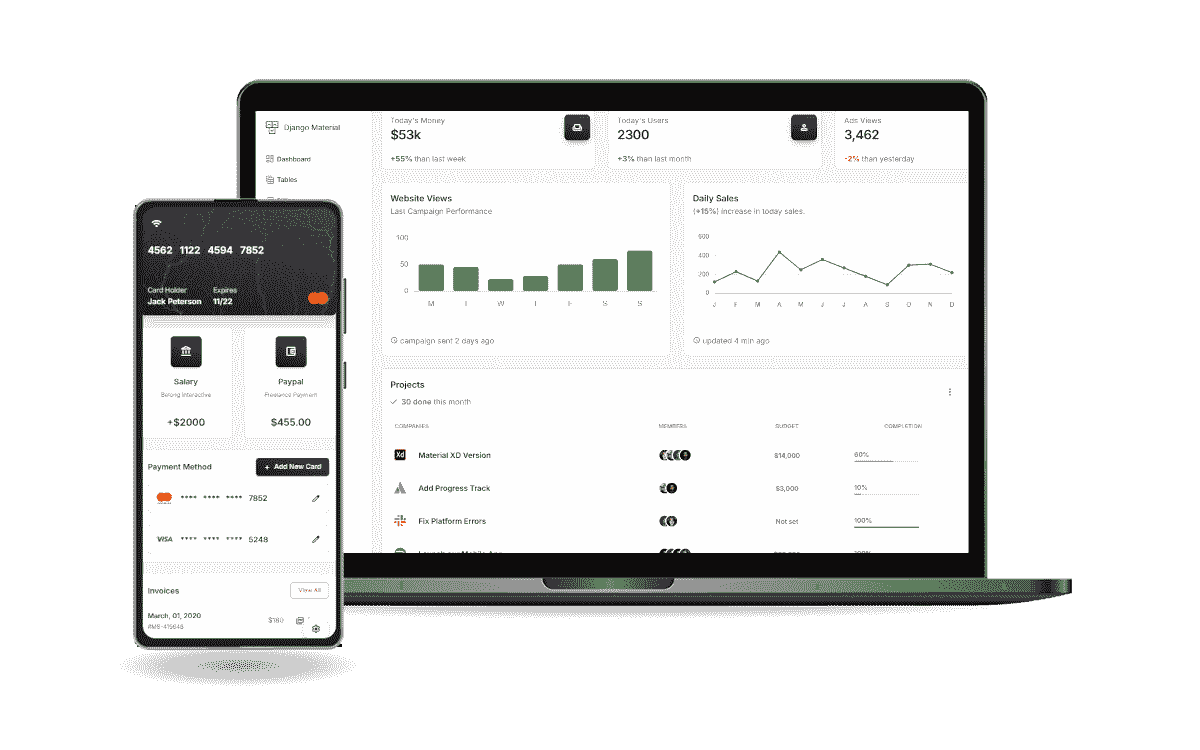 Django Material
Dashboard
Tables
Today's Money
$53k
+55% than last week
Today's Users
2300
+3% than last month
Ads Views
3,462
-2% than yesterday
Website Views
Last Campaign Performance
100
50
0
M T W T F S S
campaign sent 2 days ago
Daily Sales
(+15%) increase in today sales.
600
400
200
0
J F M A M J J A S O N D
updated 4 min ago
Projects
30 done this month
COMPANIES MEMBERS BUDGET COMPLETION
Xd Material XD Version $14,000 60%
Add Progress Track $3,000 10%
Fix Platform Errors Not set 100%
4562 1122 4594 7852
Card Holder Expires
Jack Peterson 11/22
Salary
Belong Interactive
+$2000
Paypal
Freelance Payment
$455.00
Payment Method
+ Add New Card
**** **** **** 7852
VISA **** **** **** 5248
Invoices
View All
March, 01, 2020
#MS-415646
$180